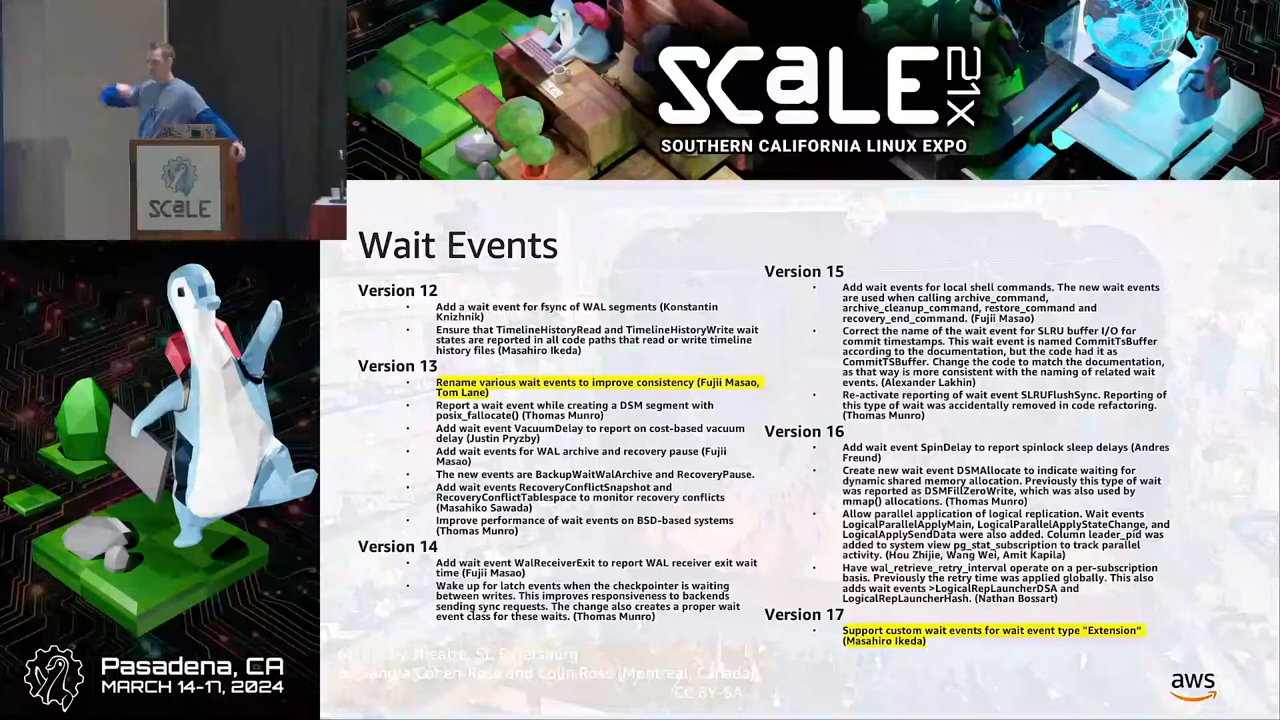 SCaLE 21X
SOUTHERN CALIFORNIA LINUX EXPO
SCaLE
Wait Events
Version 12
• Add a wait event for fsync of WAL segments (Konstantin
Knizhnik)
• Ensure that TimelineHistoryRead and TimelineHistoryWrite wait
states are reported in all code paths that read or write timeline
history files (Masahiro Ikeda)
Version 13
• Rename various wait events to improve consistency (Fujii Masao,
Tom Lane)
• Report a wait event while creating a DSM segment with
posix_fallocate() (Thomas Munro)
• Add wait event VacuumDelay to report on cost-based vacuum
delay (Justin Pryzby)
• Add wait events for WAL archive and recovery pause (Fujii
Masao)
• The new events are BackupWaitWalArchive and RecoveryPause.
• Add wait events RecoveryConflictSnapshot and
RecoveryConflictTablespace to monitor recovery conflicts
(Masahiko Sawada)
• Improve performance of wait events on BSD-based systems
(Thomas Munro)
Version 14
• Add wait event WalReceiverExit to report WAL receiver exit wait
time (Fujii Masao)
• Wake up for latch events when the checkpointer is waiting
between writes. This improves responsiveness to backends
sending sync requests. The change also creates a proper wait
event class for these waits. (Thomas Munro)
Version 15
• Add wait events for local shell commands. The new wait events
are used when calling archive_command,
archive_cleanup_command, restore_command and
recovery_end_command. (Fujii Masao)
• Correct the name of the wait event for SLRU buffer I/O for
commit timestamps. This wait event is named CommitTsBuffer
according to the documentation, but the code had it as
CommitTSBuffer. Change the code to match the documentation,
as that way is more consistent with the naming of related wait
events. (Alexander Lakhin)
• Re-activate reporting of wait event SLRUFlushSync. Reporting of
this type of wait was accidentally removed in code refactoring.
(Thomas Munro)
Version 16
• Add wait event SpinDelay to report spinlock sleep delays (Andres
Freund)
• Create new wait event DSMAllocate to indicate waiting for
dynamic shared memory allocation. Previously this type of wait
was reported as DSMFillZeroWrite, which was also used by
mmap() allocations. (Thomas Munro)
• Allow parallel application of logical replication. Wait events
LogicalParallelApplyMain, LogicalParallelApplyStateChange, and
LogicalApplySendData were also added. Column leader_pid was
added to system view pg_stat_subscription to track parallel
activity. (Hou Zhijie, Wang Wei, Amit Kapila)
• Have wal_retrieve_retry_interval operate on a per-subscription
basis. Previously the retry time was applied globally. This also
adds wait events >LogicalRepLauncherDSA and
LogicalRepLauncherHash. (Nathan Bossart)
Version 17
• Support custom wait events for wait event type "Extension"
(Masahiro Ikeda)
Theatre, St. Petersburg
Cohen-Rose and Colin Rose (Montreal, Canada)
CC BY-SA
aws
Pasadena, CA
MARCH 14-17, 2024